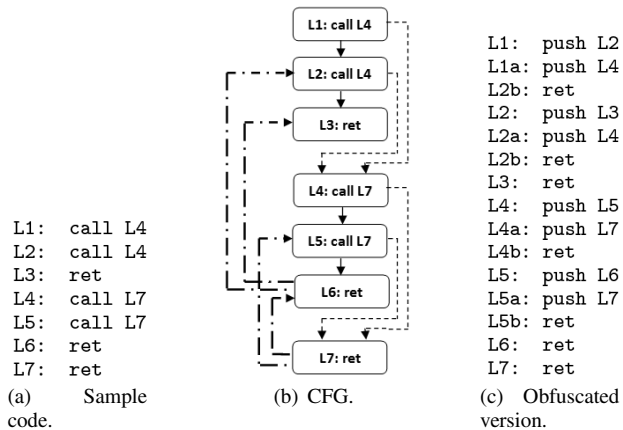 L1: call L4
L2: call L4
L3: ret
L4: call L7
L5: call L7
L6: ret
L7: ret
(a) Sample
code.
L1: call L4
L2: call L4
L3: ret
L4: call L7
L5: call L7
L6: ret
L7: ret
(b) CFG.
L1: push L2
L1a: push L4
L2b: ret
L2: push L3
L2a: push L4
L2b: ret
L3: ret
L4: push L5
L4a: push L7
L4b: ret
L5: push L6
L5a: push L7
L5b: ret
L6: ret
L7: ret
(c) Obfuscated
version.